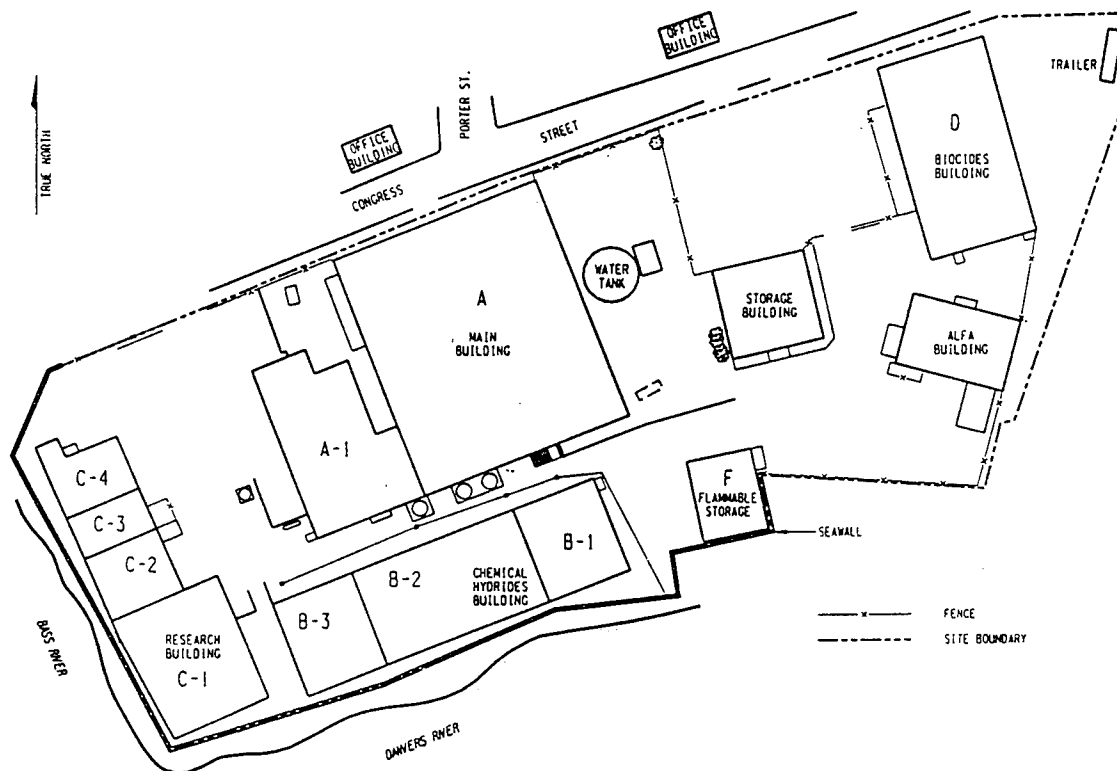 OFFICE
BUILDING
TRAILER
PORTER ST.
STREET
OFFICE
BUILDING
CONGRESS
TRUE NORTH
D
BIOCIDES
BUILDING
WATER
TANK
A
MAIN
BUILDING
STORAGE
BUILDING
ALFA
BUILDING
A-1
C-4
C-3
C-2
F
FLAMMABLE
STORAGE
SEAWALL
B-1
B-2
CHEMICAL
HYDRIDES
BUILDING
B-3
RESEARCH
BUILDING
C-1
BASS RIVER
DANVERS RIVER
x FENCE
SITE BOUNDARY